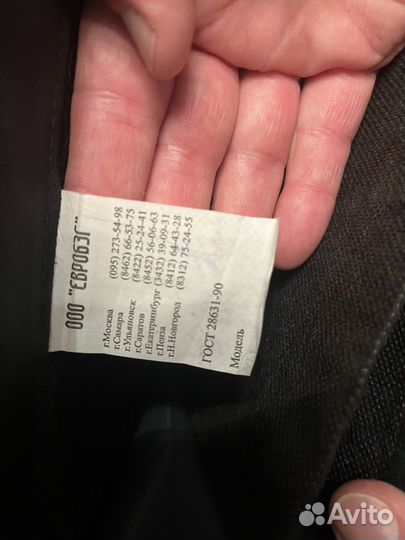 ООО "ЄВРОБЭГ"
г.Москва (095) 273-54-98
г.Самара (8462) 66-53-75
г.Ульяновск (8422) 25-24-41
г.Саратов (8452) 56-06-63
г.Екатеринбург (3432) 39-09-31
г.Пенза (8412) 64-43-28
г.Н.Новгород (8312) 75-24-55
ГОСТ 28631-90
Модель
Avito